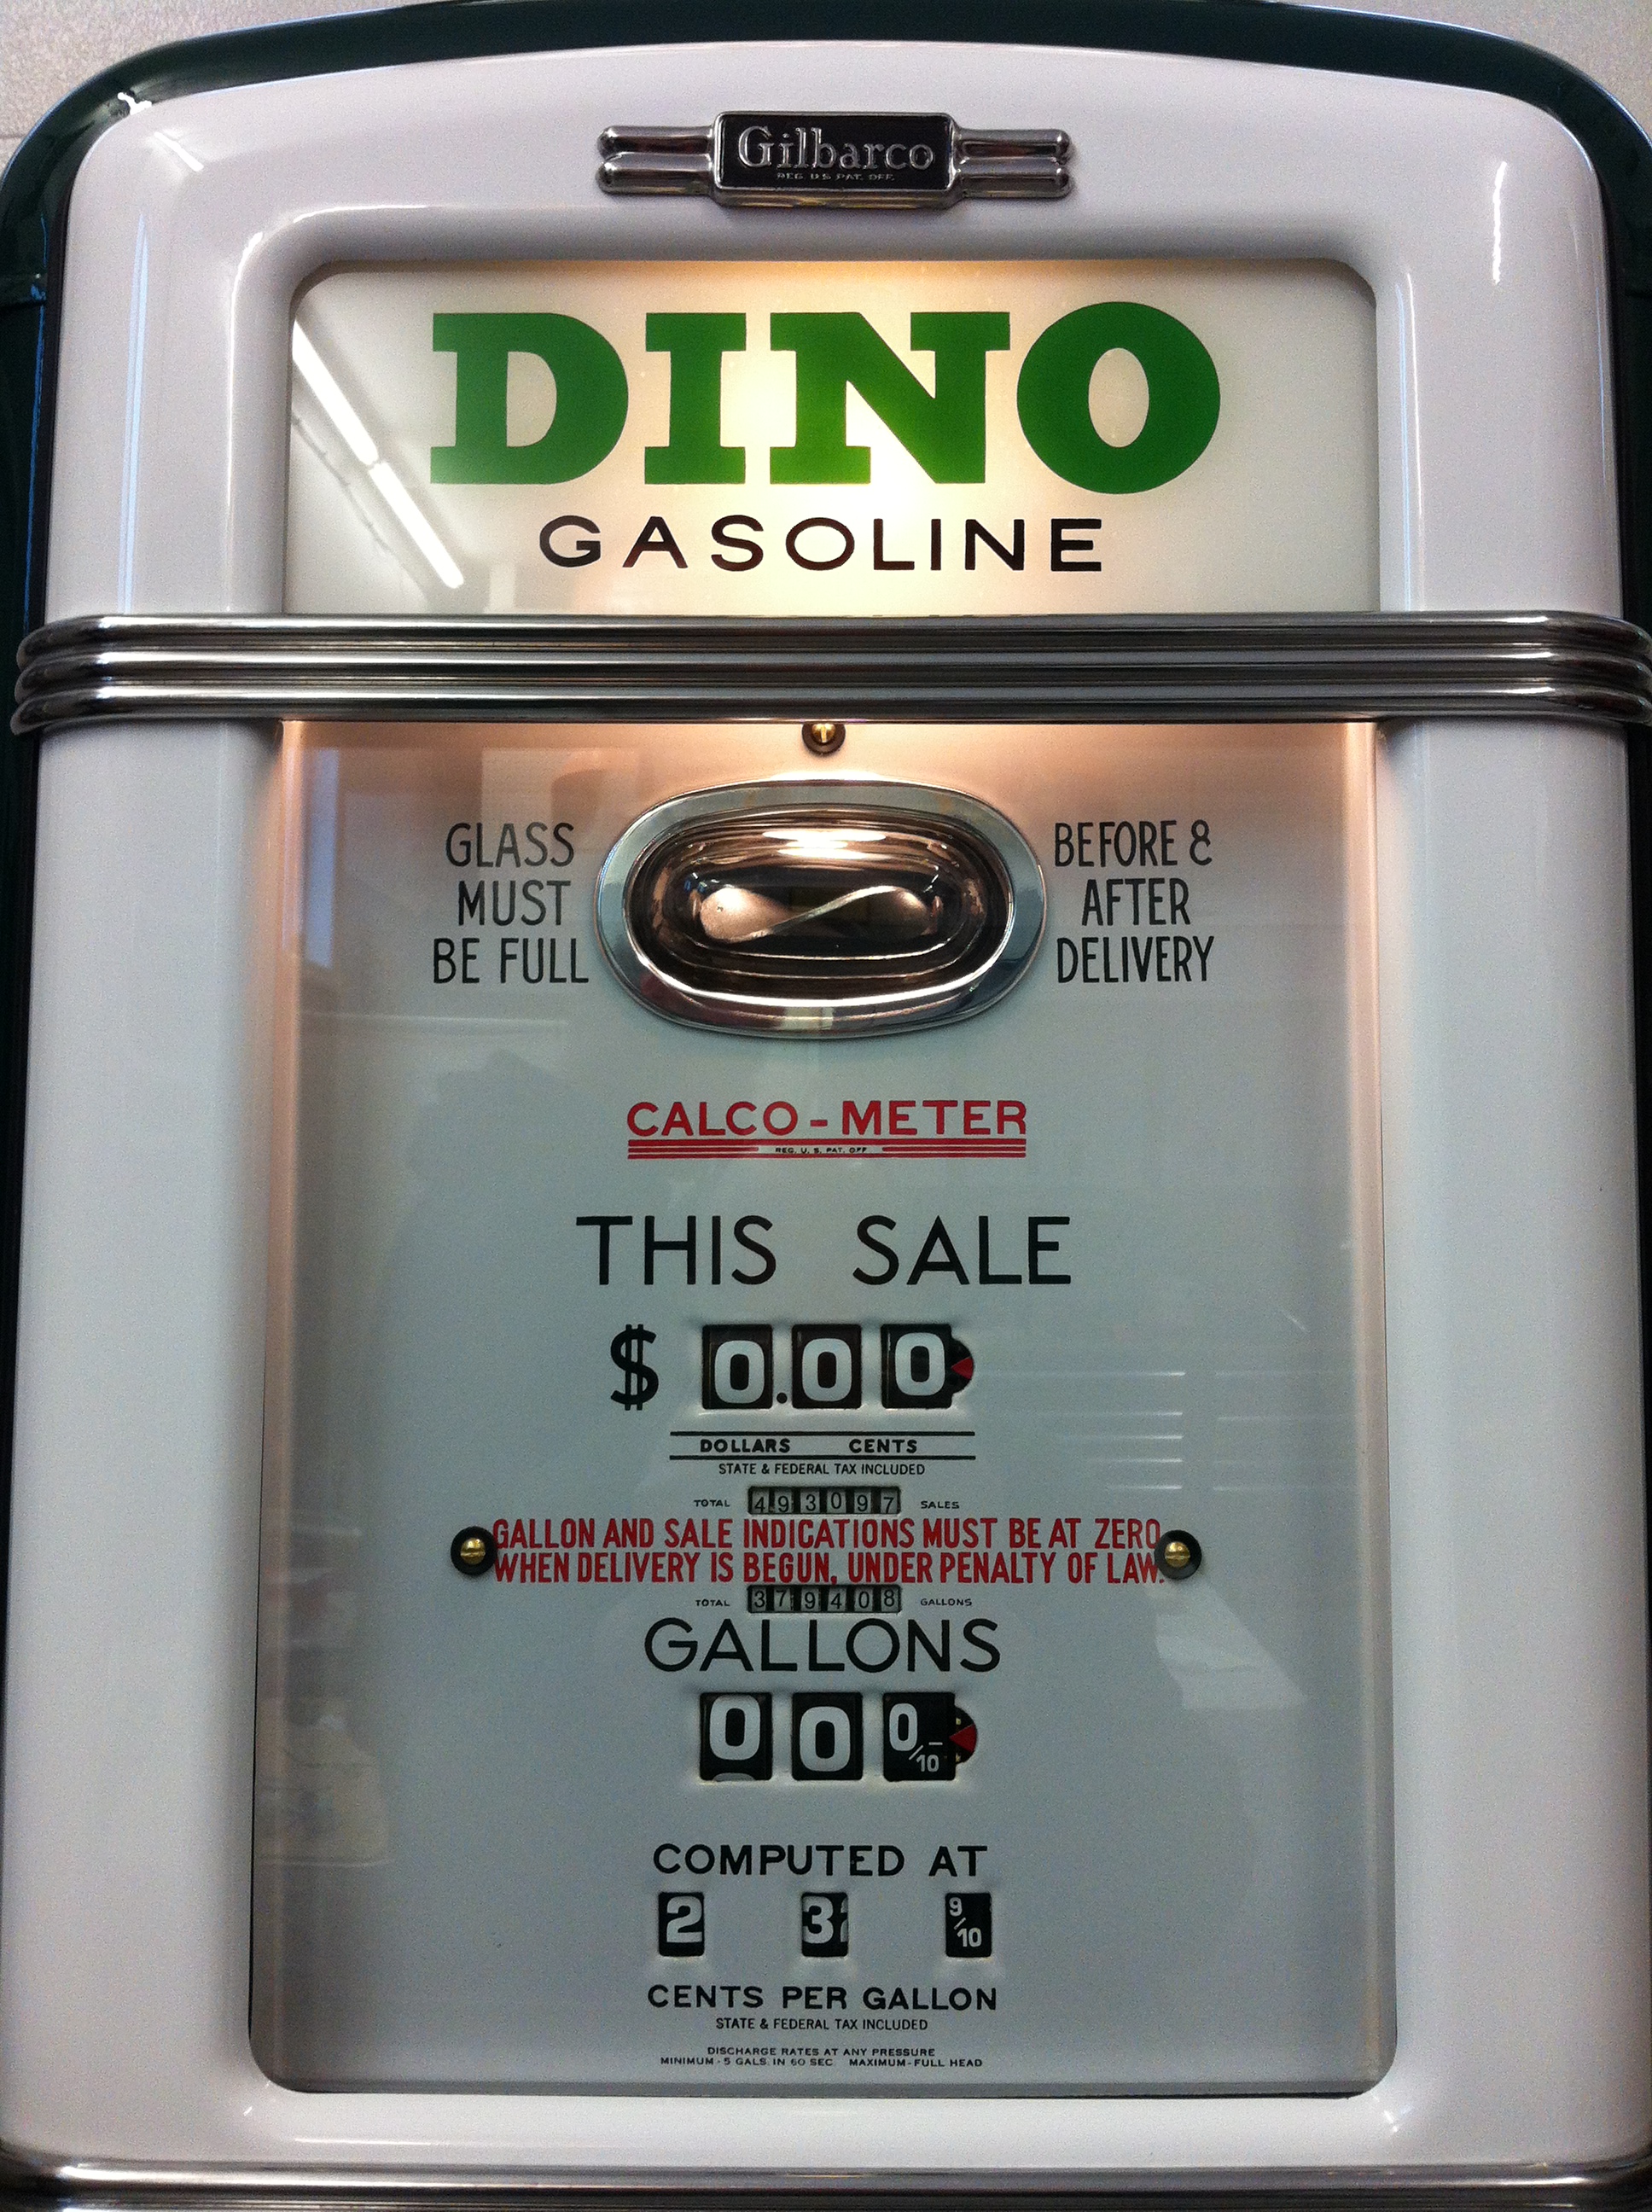 Gilbarco
REG. U.S. PAT. OFF.
DINO
GASOLINE
GLASS
MUST
BE FULL
BEFORE &
AFTER
DELIVERY
CALCO-METER
REG. U. S. PAT. OFF
THIS SALE
$ 0.00
DOLLARS CENTS
STATE & FEDERAL TAX INCLUDED
TOTAL 493097 SALES
GALLON AND SALE INDICATIONS MUST BE AT ZERO
WHEN DELIVERY IS BEGUN, UNDER PENALTY OF LAW.
TOTAL 379408 GALLONS
GALLONS
0 0 0/10
COMPUTED AT
2 3 9/10
CENTS PER GALLON
STATE & FEDERAL TAX INCLUDED
DISCHARGE RATES AT ANY PRESSURE
MINIMUM-5 GALS. IN 60 SEC. MAXIMUM-FULL HEAD